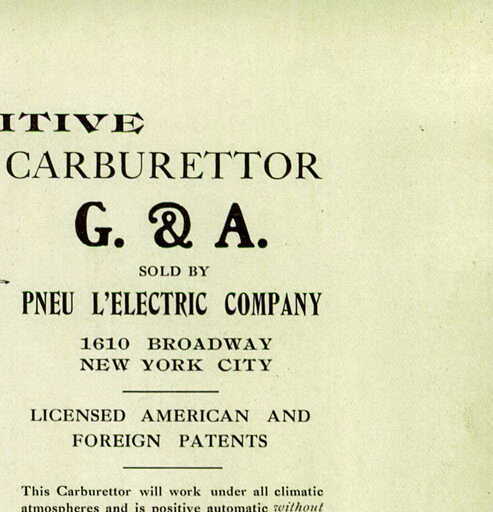 ITIVE
CARBURETTOR
G. & A.
SOLD BY
PNEU L'ELECTRIC COMPANY
1610 BROADWAY
NEW YORK CITY
LICENSED AMERICAN AND
FOREIGN PATENTS
This Carburettor will work under all climatic
atmospheres and is positive automatic without